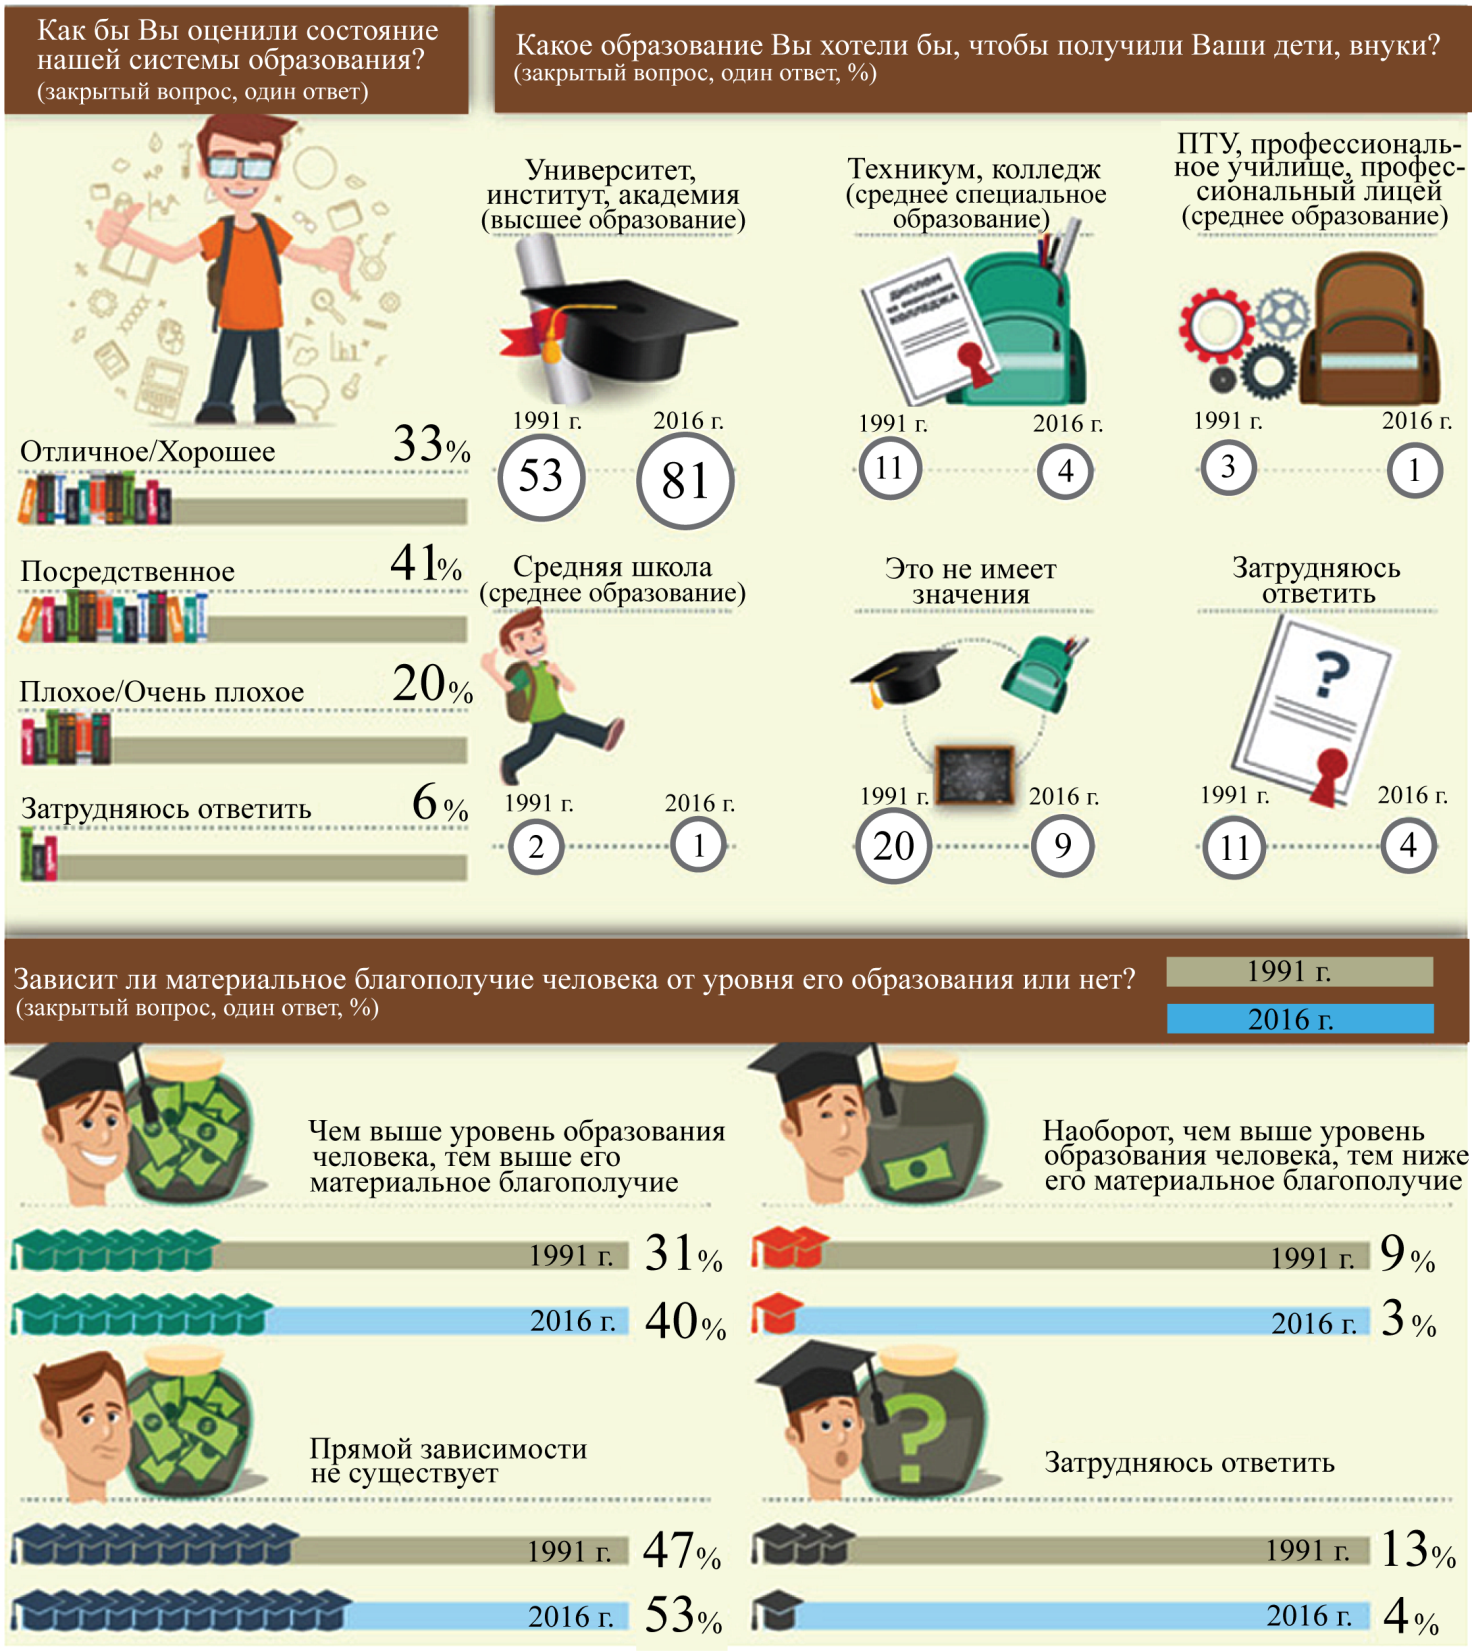 Как бы Вы оценили состояние
нашей системы образования?
(закрытый вопрос, один ответ)
Отличное/Хорошее
33%
Посредственное
41%
Плохое/Очень плохое
20%
Затрудняюсь ответить
6 %
Какое образование Вы хотели бы, чтобы получили Ваши дети, внуки?
(закрытый вопрос, один ответ, %)
Университет,
институт, академия
(высшее образование)
1991 г.
2016 г.
53
81
Техникум, колледж
(среднее специальное
образование)
ДИПЛОМ
об окончании
КОЛЛЕДЖА
1991 г.
2016 г.
11
4
ПТУ, профессиональ-
ное училище, профес-
сиональный лицей
(среднее образование)
1991 г.
2016 г.
3
1
Средняя школа
(среднее образование)
1991 г.
2016 г.
2
1
Это не имеет
значения
1991 г.
2016 г.
20
9
Затрудняюсь
ответить
?
1991 г.
2016 г.
11
4
Зависит ли материальное благополучие человека от уровня его образования или нет?
(закрытый вопрос, один ответ, %)
1991 г.
2016 г.
Чем выше уровень образования
человека, тем выше его
материальное благополучие
1991 г. 31%
2016 г. 40%
Наоборот, чем выше уровень
образования человека, тем ниже
его материальное благополучие
1991 г. 9 %
2016 г. 3 %
Прямой зависимости
не существует
1991 г. 47%
2016 г. 53%
?
Затрудняюсь ответить
1991 г. 13%
2016 г. 4 %